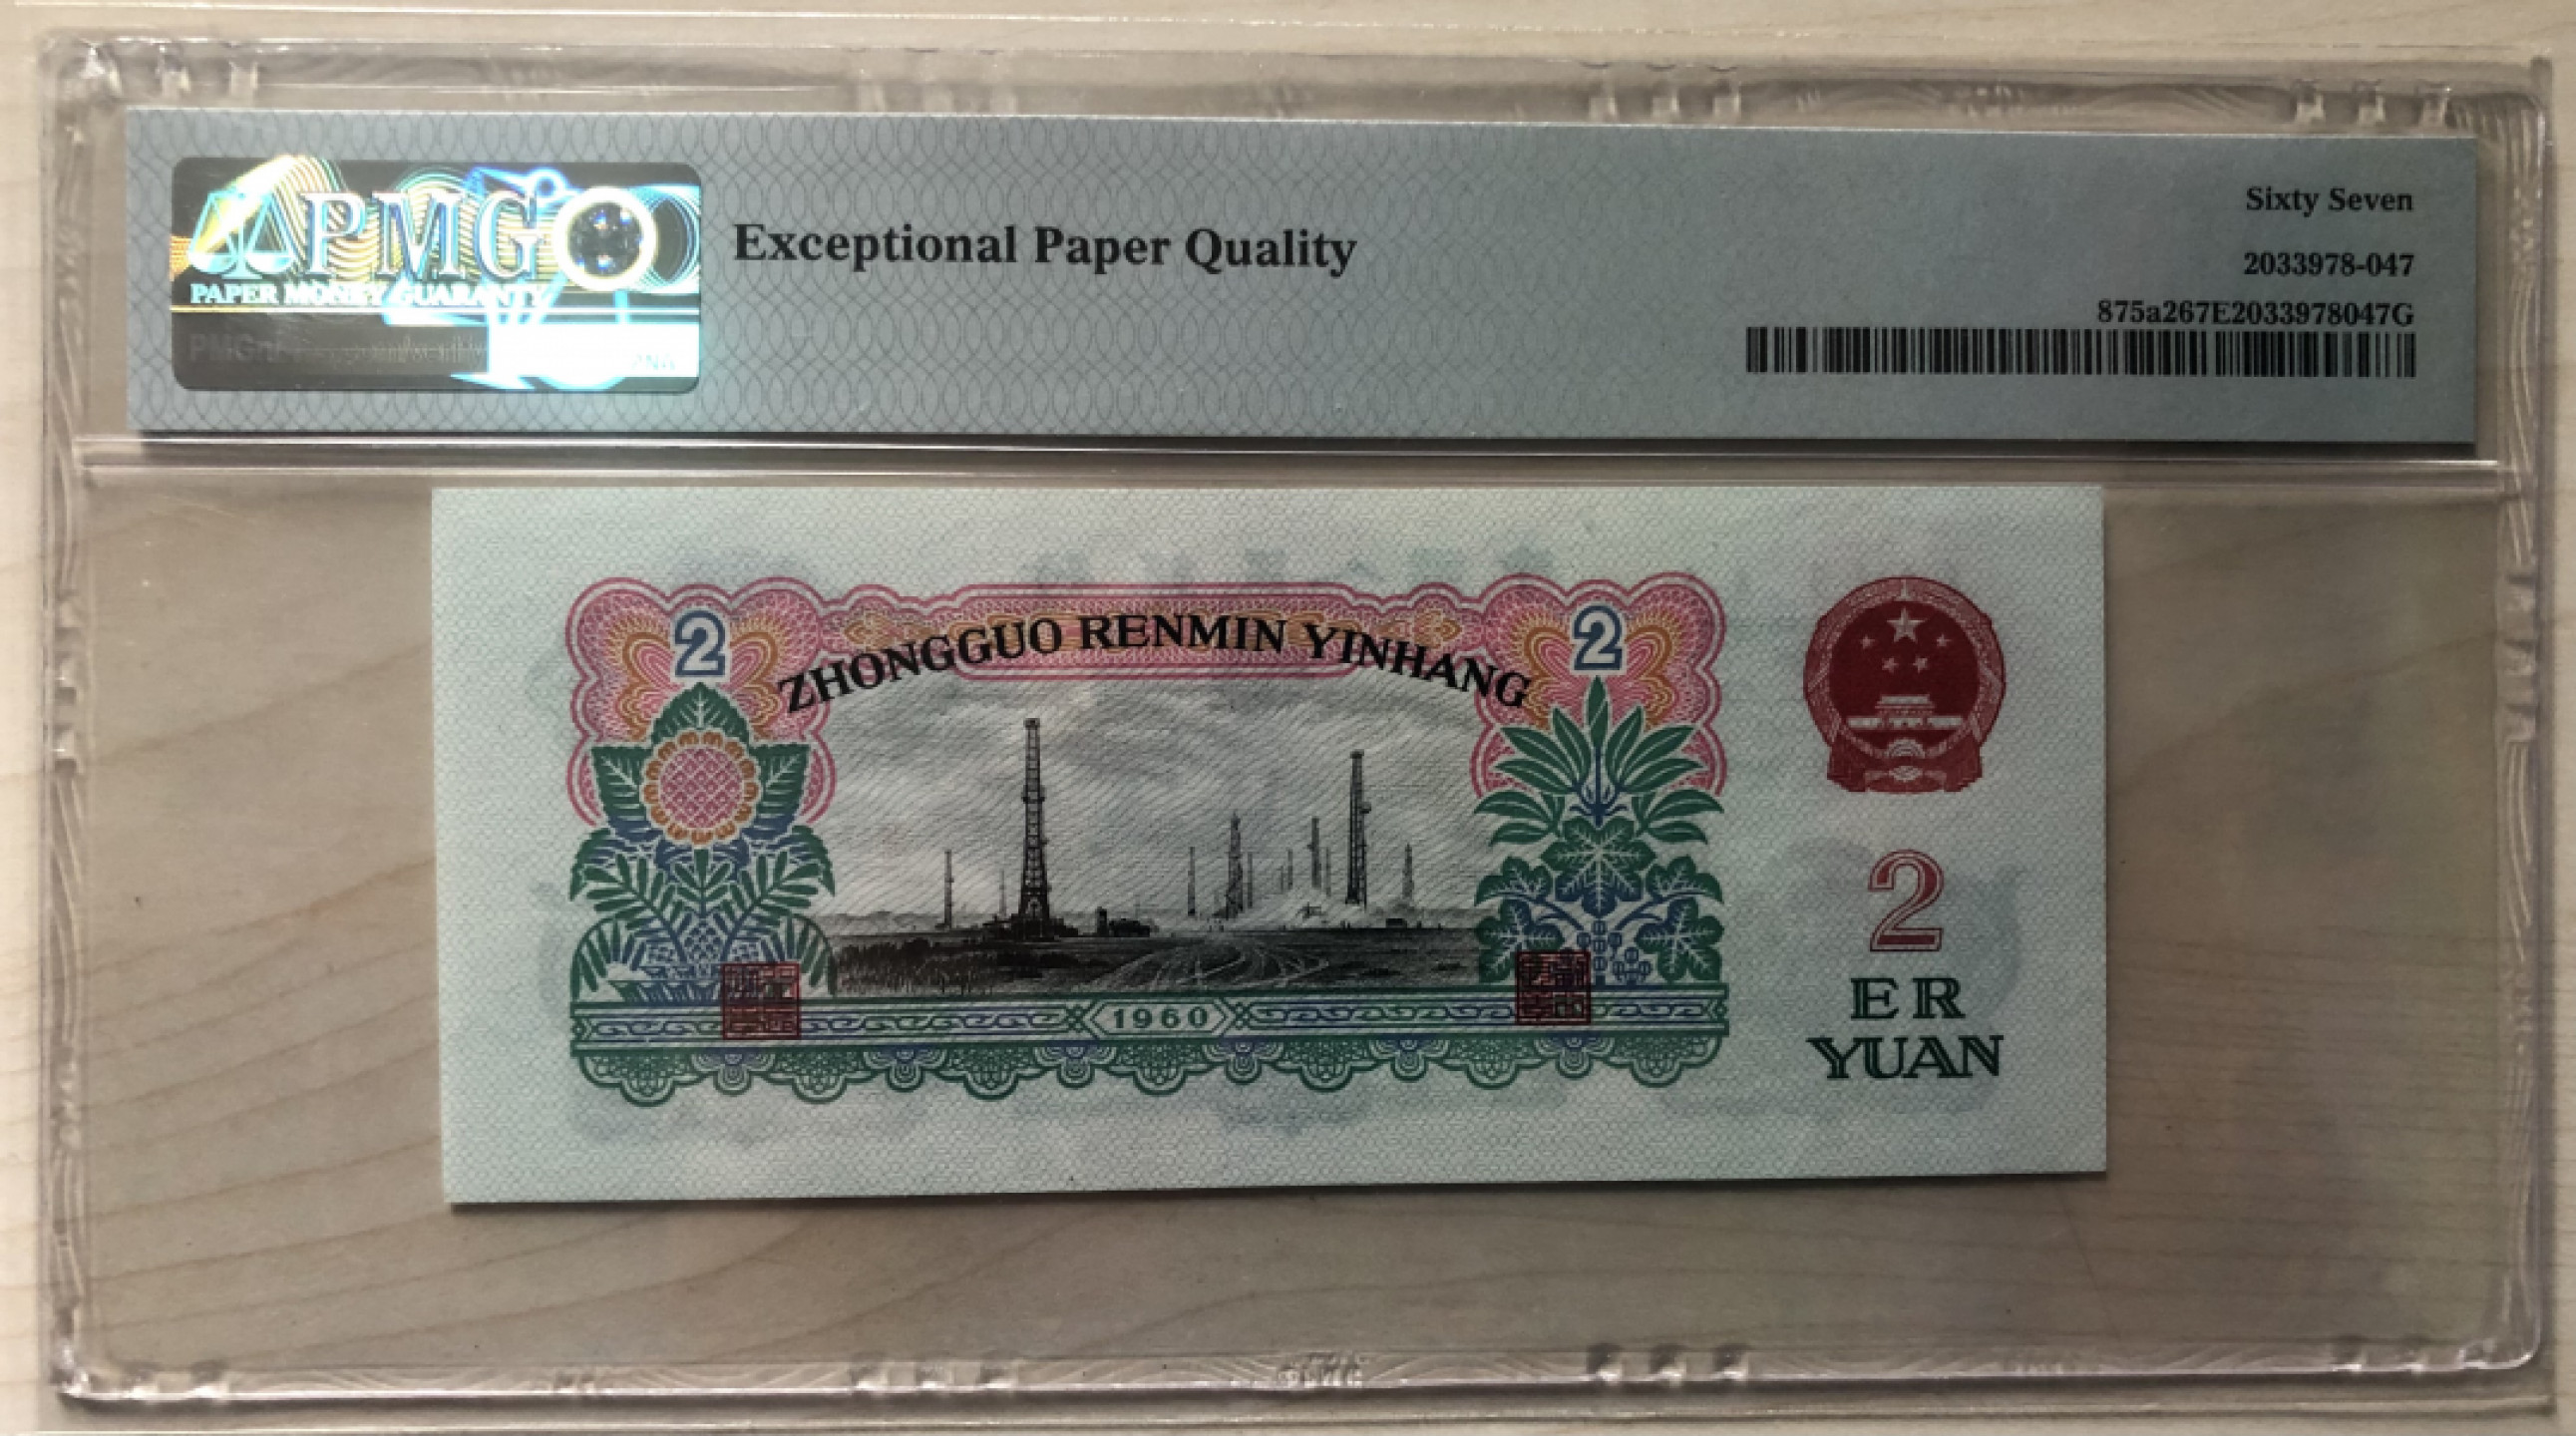 PMG
PAPER MONEY GUARANTY
Exceptional Paper Quality
Sixty Seven
2033978-047
875a267E2033978047G
2
ZHONGGUO RENMIN YINHANG
2
2
ER
YUAN
1960